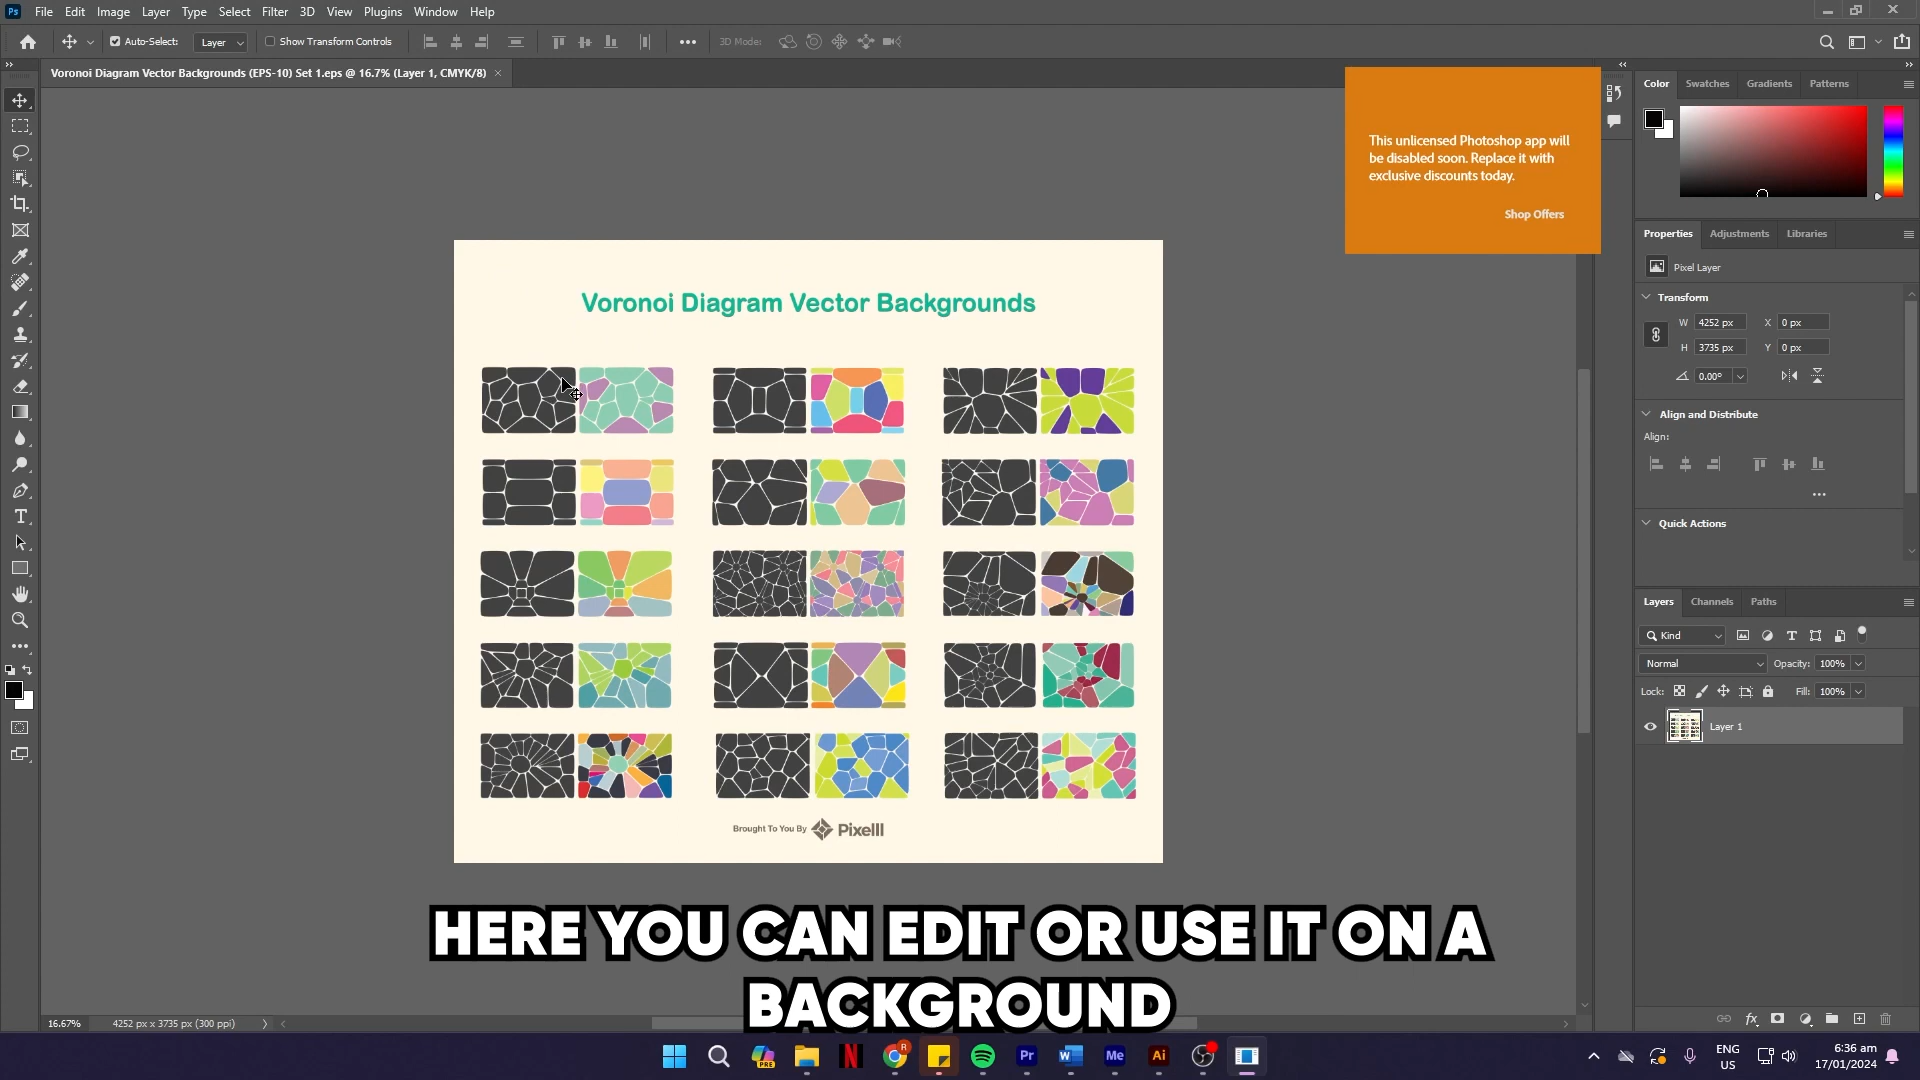 File Edit Image Layer Type Select Filter 3D View Plugins Window Help
Auto-Select: Layer Show Transform Controls 3D Mode:
Voronoi Diagram Vector Backgrounds (EPS-10) Set 1.eps @ 16.7% (Layer 1, CMYK/8) ×
This unlicensed Photoshop app will
be disabled soon. Replace it with
exclusive discounts today.
Shop Offers
Color Swatches Gradients Patterns
Properties Adjustments Libraries
Pixel Layer
Transform
W 4252 px X 0 px
H 3735 px Y 0 px
0.00°
Align and Distribute
Align:
Quick Actions
Layers Channels Paths
Kind
Normal Opacity: 100%
Lock: Fill: 100%
Layer 1
Voronoi Diagram Vector Backgrounds
Brought To You By Pixelll
HERE YOU CAN EDIT OR USE IT ON A
BACKGROUND
16.67% 4252 px x 3735 px (300 ppi)
ENG
US
6:36 am
17/01/2024